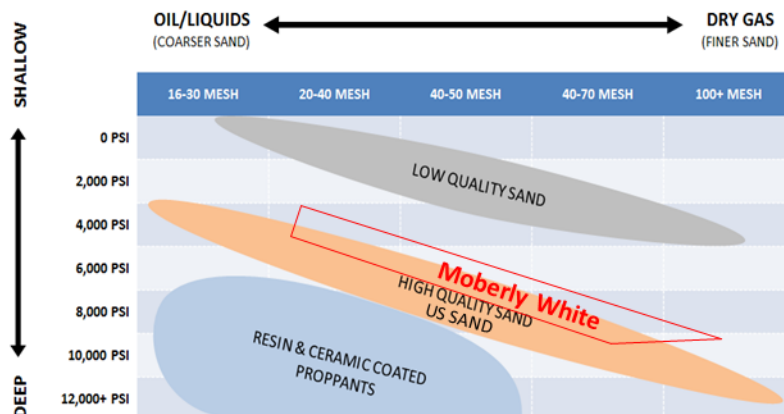 OIL/LIQUIDS
(COARSER SAND)
DRY GAS
(FINER SAND)
SHALLOW
16-30 MESH
20-40 MESH
40-50 MESH
40-70 MESH
100+ MESH
0 PSI
2,000 PSI
LOW QUALITY SAND
4,000 PSI
6,000 PSI
Moberly White
HIGH QUALITY SAND
US SAND
8,000 PSI
10,000 PSI
RESIN & CERAMIC COATED
PROPPANTS
12,000+ PSI
DEEP